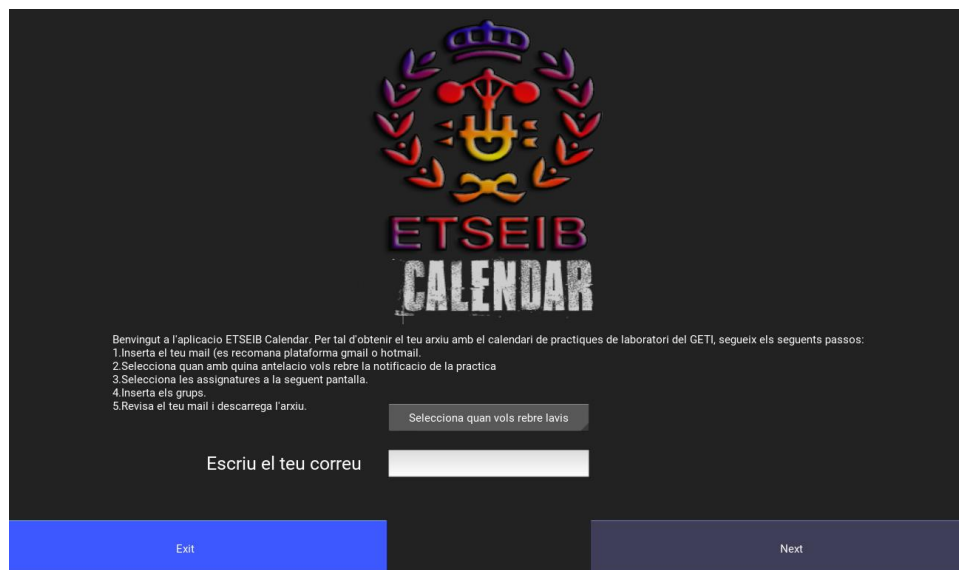 ETSEIB
CALENDAR
Benvingut a l'aplicacio ETSEIB Calendar. Per tal d'obtenir el teu arxiu amb el calendari de practiques de laboratori del GETI, segueix els seguents passos:
1.Inserta el teu mail (es recomana plataforma gmail o hotmail.
2.Selecciona quan amb quina antelacio vols rebre la notificacio de la practica
3.Selecciona les assignatures a la seguent pantalla.
4.Inserta els grups.
5.Revisa el teu mail i descarrega l'arxiu.
Selecciona quan vols rebre lavis
Escriu el teu correu
Exit
Next